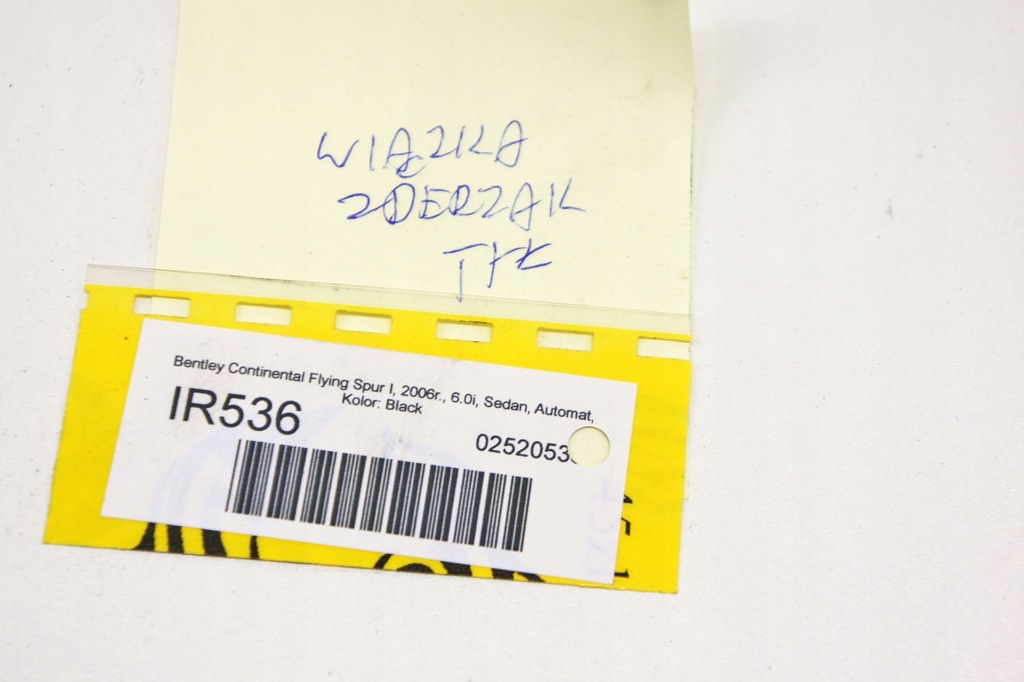 WIĄZKA
ZDERZAK
TYŁ
Bentley Continental Flying Spur I, 2006r., 6.0i, Sedan, Automat,
Kolor: Black
IR536
0252053